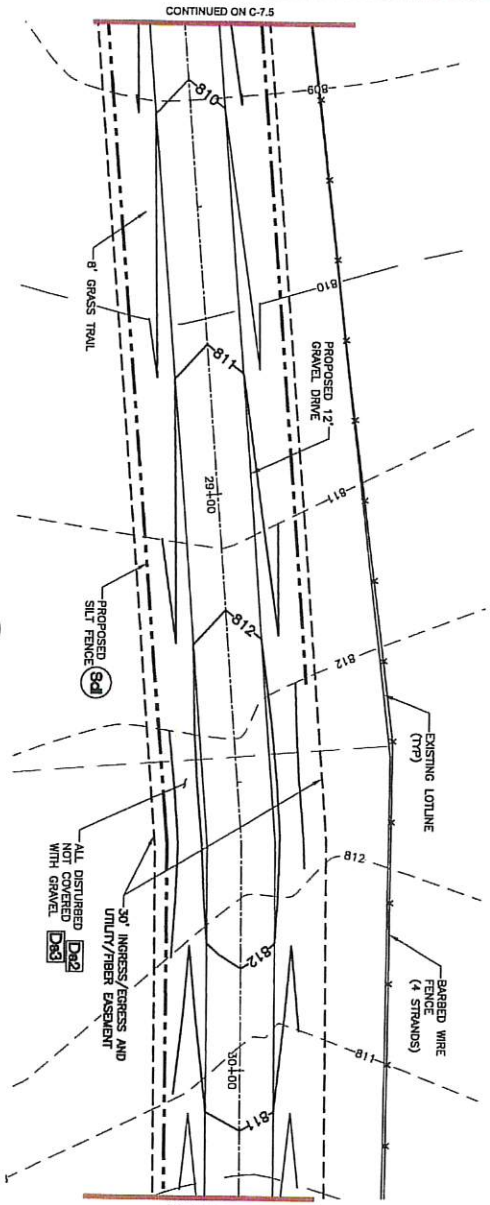 CONTINUED ON C-7.5
809
810
810
8' GRASS TRAIL
811
PROPOSED 12'
GRAVEL DRIVE
29+00
811
812
PROPOSED
SILT FENCE
Sd1
812
EXISTING LOTLINE
(TYP)
ALL DISTURBED
NOT COVERED
WITH GRAVEL
Ds2
Ds3
30' INGRESS/EGRESS AND
UTILITY/FIBER EASEMENT
812
812
BARBED WIRE
FENCE
(4 STRANDS)
811
30+00
811